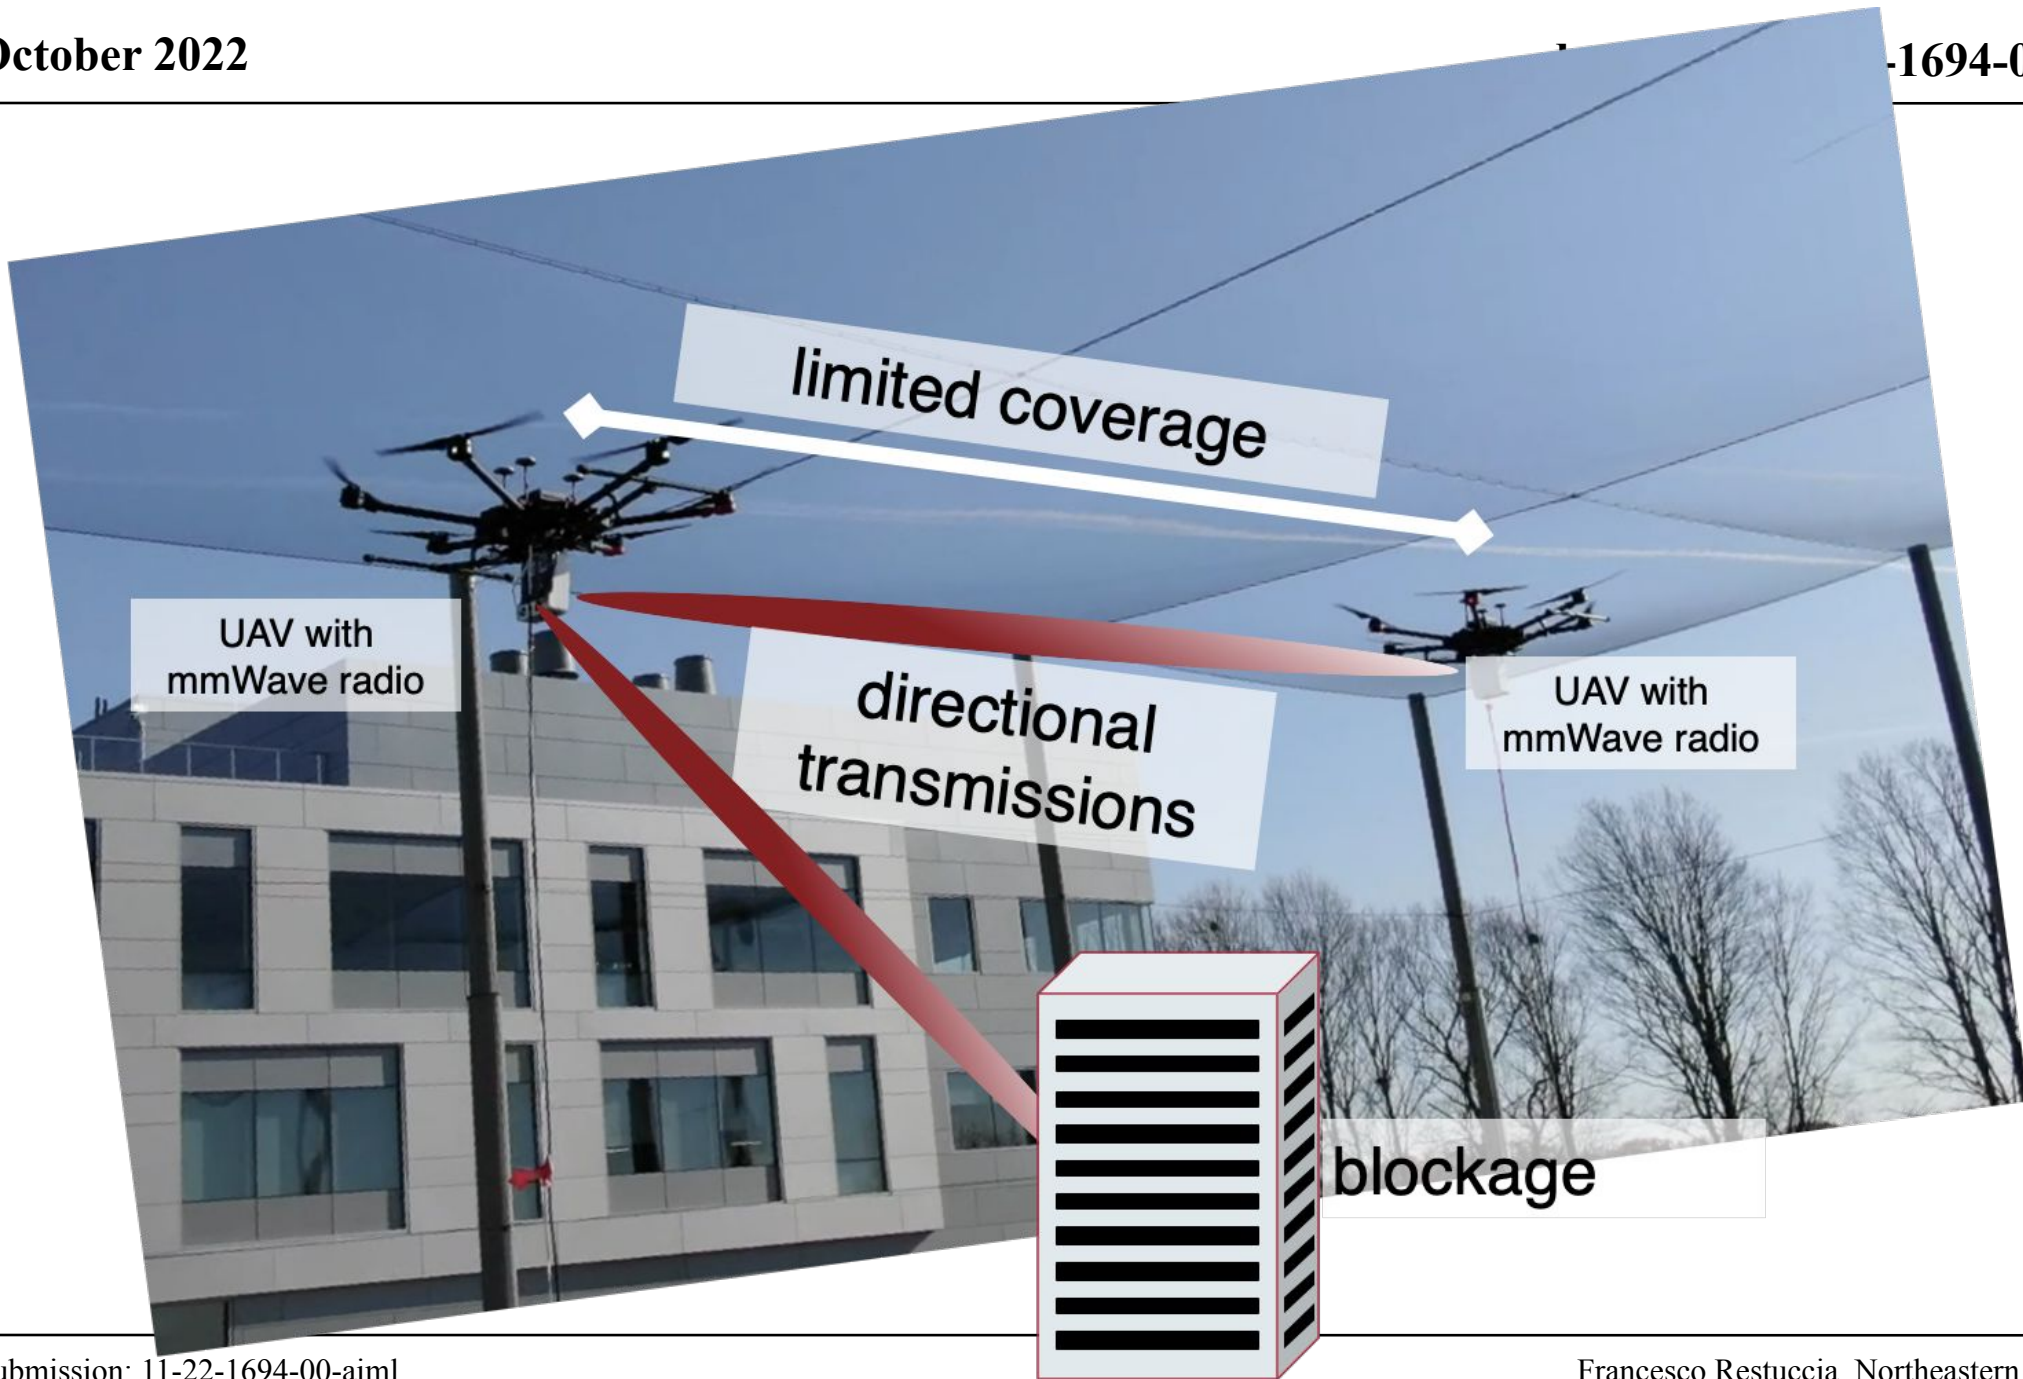 October 2022
-1694-0
limited coverage
UAV with
mmWave radio
directional
transmissions
UAV with
mmWave radio
blockage
ubmission: 11-22-1694-00-aiml
Francesco Restuccia, Northeastern